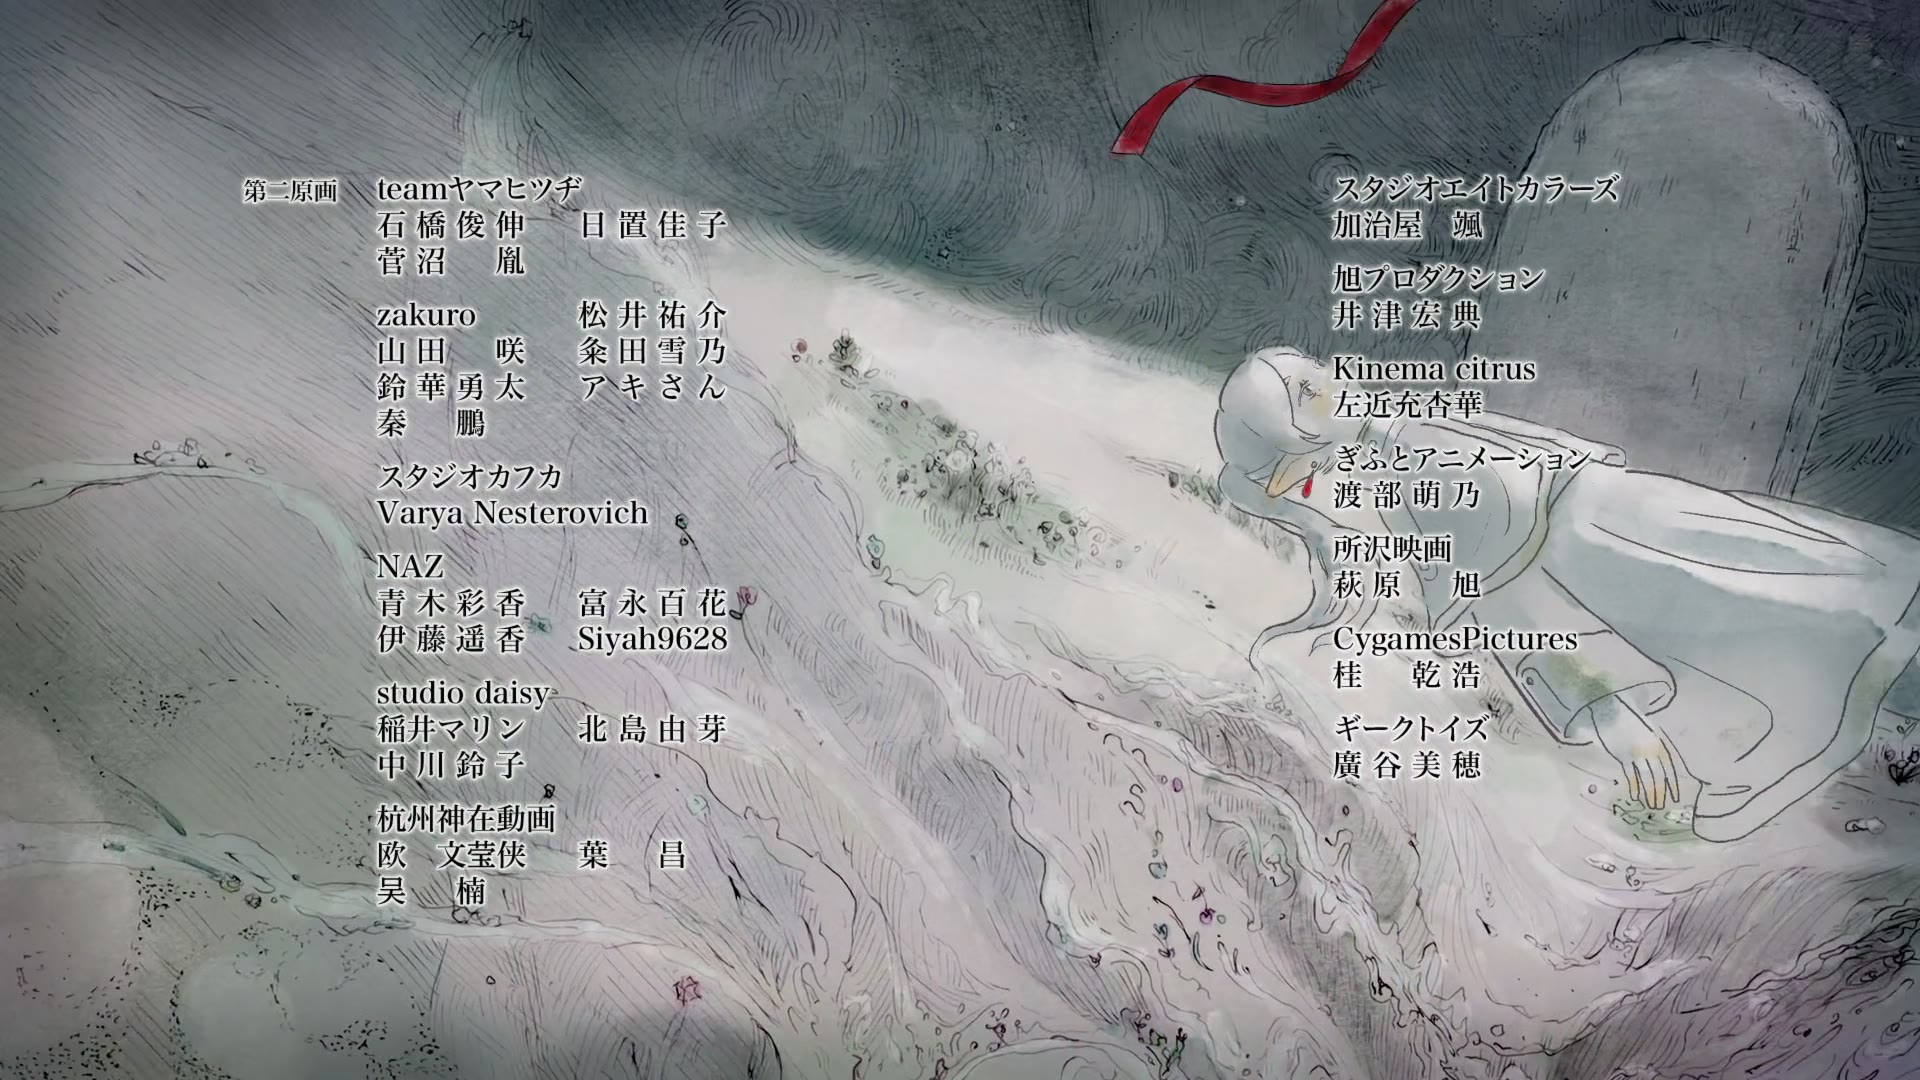 第二原画 teamヤマヒツヂ
石橋俊伸 日置佳子
菅沼 胤
zakuro 松井祐介
山田 咲 粂田雪乃
鈴華勇太 アキさん
秦 鵬
スタジオカフカ
Varya Nesterovich
NAZ
青木彩香 富永百花
伊藤遥香 Siyah9628
studio daisy
稲井マリン 北島由芽
中川鈴子
杭州神在動画
欧 文莹侠 葉 昌
吴 楠
スタジオエイトカラーズ
加治屋 颯
旭プロダクション
井津宏典
Kinema citrus
左近充杏華
ぎふとアニメーション
渡部萌乃
所沢映画
萩原 旭
CygamesPictures
桂 乾浩
ギークトイズ
廣谷美穂